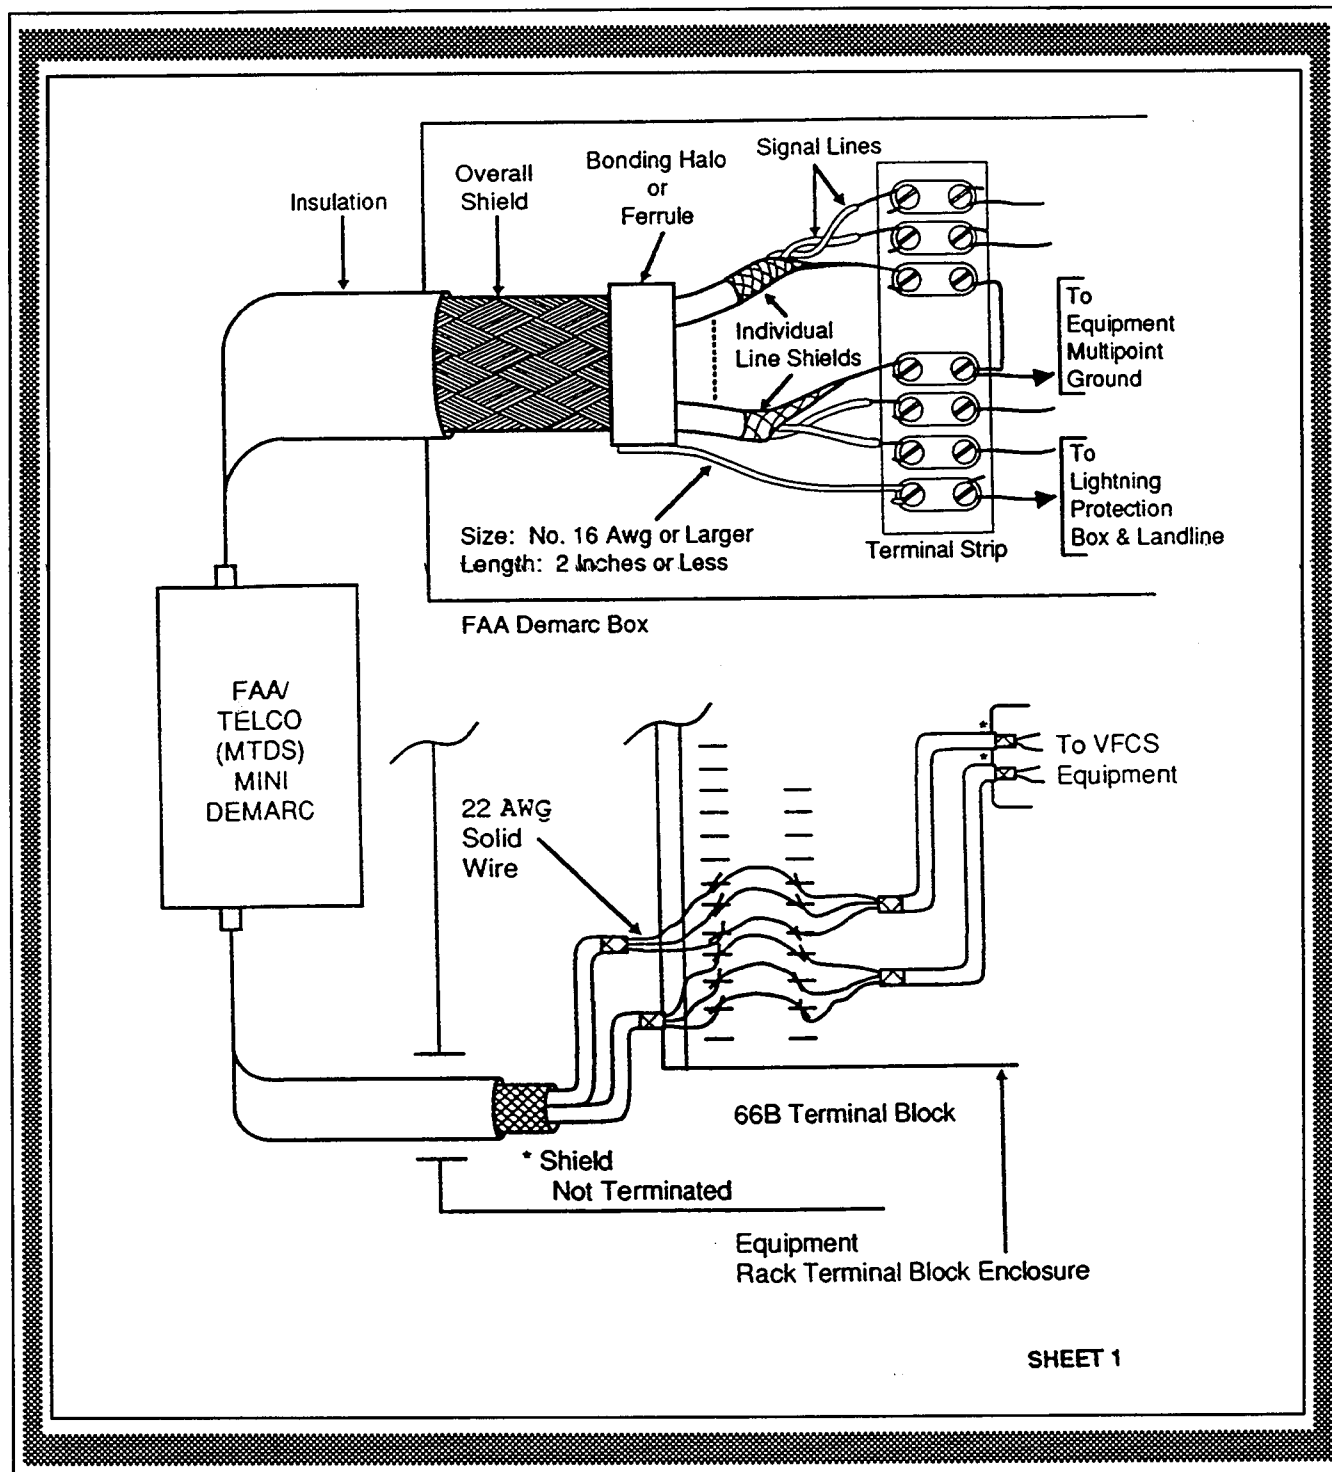 Insulation
Overall
Shield
Bonding Halo
or
Ferrule
Signal Lines
Individual
Line Shields
To
Equipment
Multipoint
Ground
To
Lightning
Protection
Box & Landline
Size: No. 16 Awg or Larger
Length: 2 Inches or Less
Terminal Strip
FAA Demarc Box
FAA/
TELCO
(MTDS)
MINI
DEMARC
22 AWG
Solid
Wire
*
*
To VFCS
Equipment
66B Terminal Block
* Shield
Not Terminated
Equipment
Rack Terminal Block Enclosure
SHEET 1